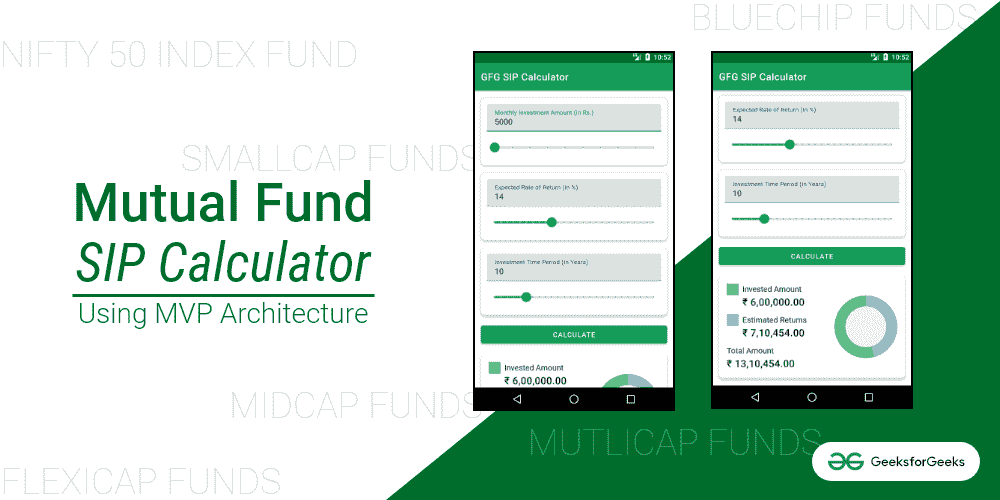 BLUECHIP FUNDS
NIFTY 50 INDEX FUND
SMALLCAP FUNDS
Mutual Fund
SIP Calculator
Using MVP Architecture
MIDCAP FUNDS
MUTLICAP FUNDS
FLEXICAP FUNDS
10:52
GFG SIP Calculator
Monthly Investment Amount (in Rs.)
5000
Expected Rate of Return (in %)
14
Investment Time Period (in Years)
10
CALCULATE
Invested Amount
₹ 6,00,000.00
10:52
GFG SIP Calculator
Expected Rate of Return (in %)
14
Investment Time Period (in Years)
10
CALCULATE
Invested Amount
₹ 6,00,000.00
Estimated Returns
₹ 7,10,454.00
Total Amount
₹ 13,10,454.00
GeeksforGeeks